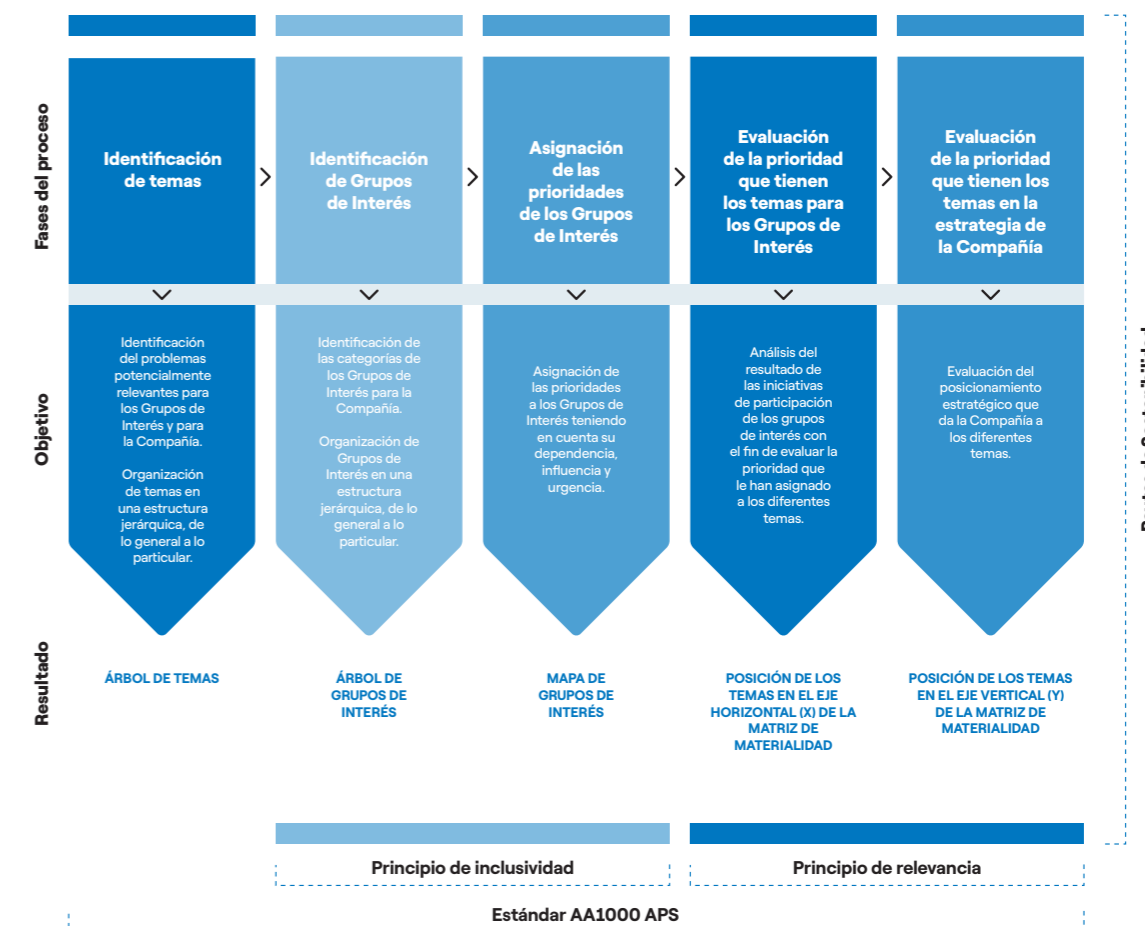 Fases del proceso
Identificación
de temas
Identificación
de Grupos
de Interés
Asignación
de las
prioridades
de los Grupos
de Interés
Evaluación
de la prioridad
que tienen
los temas para
los Grupos de
Interés
Evaluación
de la prioridad
que tienen los
temas en la
estrategia de
la Compañía
Objetivo
Identificación
del problemas
potencialmente
relevantes para
los Grupos de
Interés y para
la Compañía.
Organización
de temas en
una estructura
jerárquica, de
lo general a lo
particular.
Identificación de
las categorías de
los Grupos de
Interés para la
Compañía.
Organización de
Grupos de
Interés en una
estructura
jerárquica, de lo
general a lo
particular.
Asignación de
las prioridades
a los Grupos de
Interés teniendo
en cuenta su
dependencia,
influencia y
urgencia.
Análisis del
resultado de
las iniciativas
de participación
de los grupos
de interés con
el fin de evaluar la
prioridad que
le han asignado
a los diferentes
temas.
Evaluación del
posicionamiento
estratégico que
da la Compañía a
los diferentes
temas.
Resultado
ÁRBOL DE TEMAS
ÁRBOL DE
GRUPOS DE
INTERÉS
MAPA DE
GRUPOS DE
INTERÉS
POSICIÓN DE LOS
TEMAS EN EL EJE
HORIZONTAL (X) DE LA
MATRIZ DE
MATERIALIDAD
POSICIÓN DE LOS TEMAS
EN EL EJE VERTICAL (Y)
DE LA MATRIZ DE
MATERIALIDAD
Principio de inclusividad
Principio de relevancia
Estándar AA1000 APS